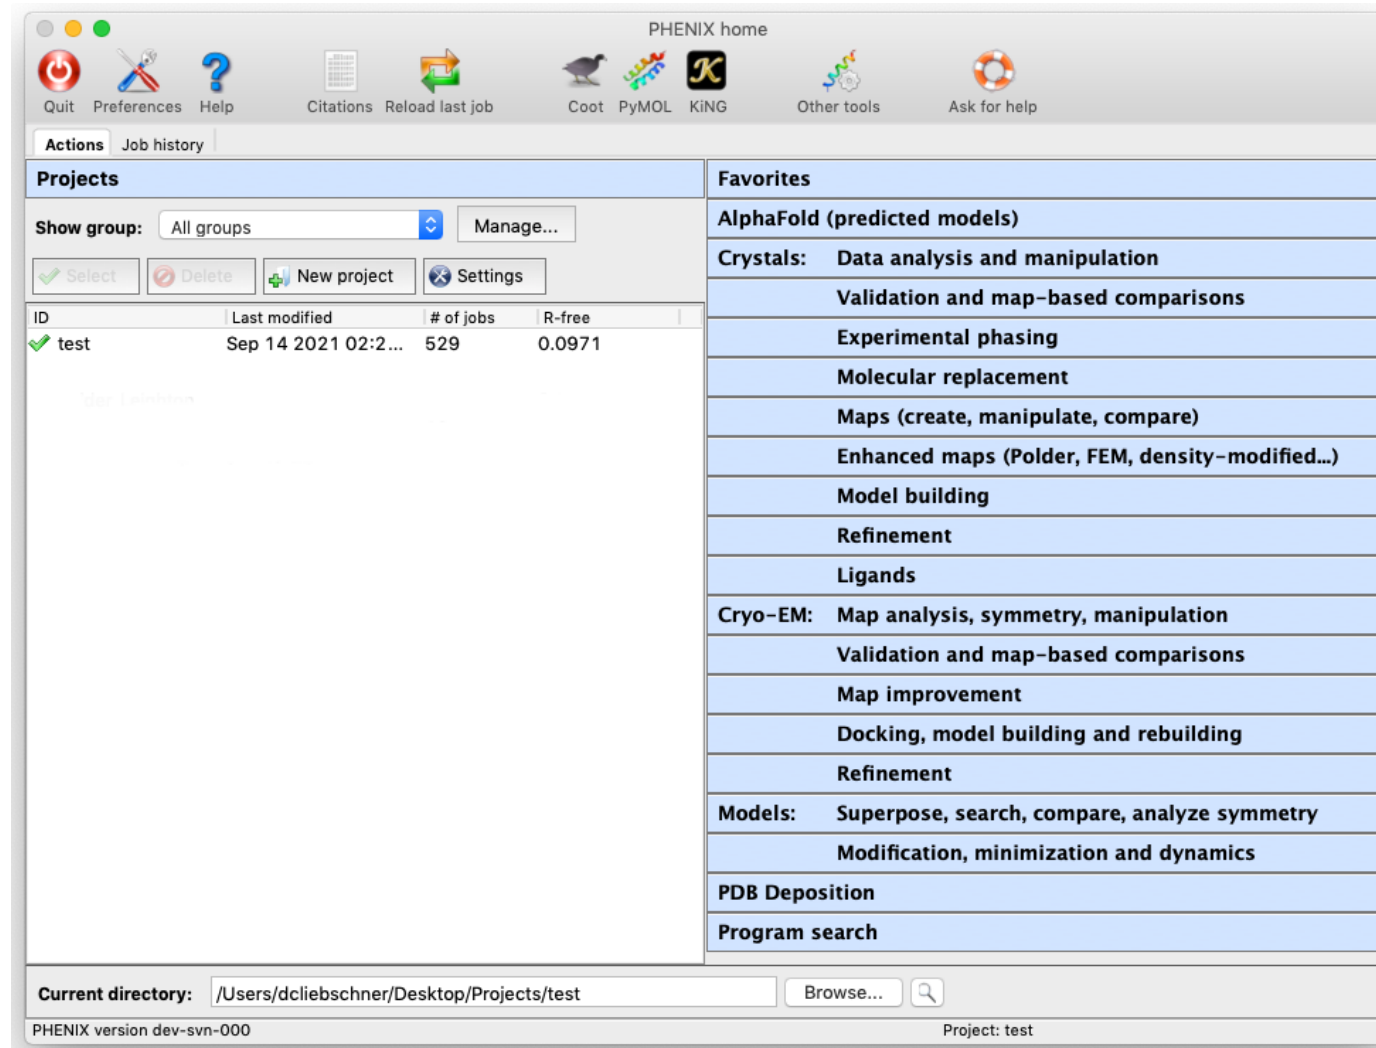 PHENIX home
Quit Preferences Help Citations Reload last job Coot PyMOL KiNG Other tools Ask for help
Actions Job history
Projects
Show group: All groups Manage...
Select Delete New project Settings
ID Last modified # of jobs R-free
test Sep 14 2021 02:2... 529 0.0971
Favorites
AlphaFold (predicted models)
Crystals: Data analysis and manipulation
Validation and map-based comparisons
Experimental phasing
Molecular replacement
Maps (create, manipulate, compare)
Enhanced maps (Polder, FEM, density-modified...)
Model building
Refinement
Ligands
Cryo-EM: Map analysis, symmetry, manipulation
Validation and map-based comparisons
Map improvement
Docking, model building and rebuilding
Refinement
Models: Superpose, search, compare, analyze symmetry
Modification, minimization and dynamics
PDB Deposition
Program search
Current directory: /Users/dcliebschner/Desktop/Projects/test Browse...
PHENIX version dev-svn-000 Project: test